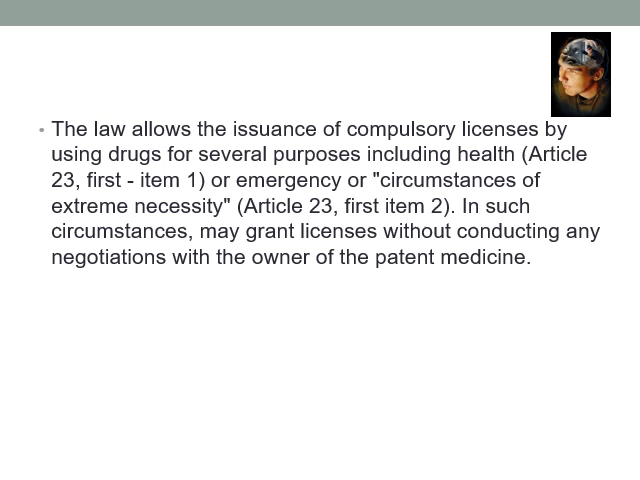 • The law allows the issuance of compulsory licenses by
using drugs for several purposes including health (Article
23, first - item 1) or emergency or "circumstances of
extreme necessity" (Article 23, first item 2). In such
circumstances, may grant licenses without conducting any
negotiations with the owner of the patent medicine.